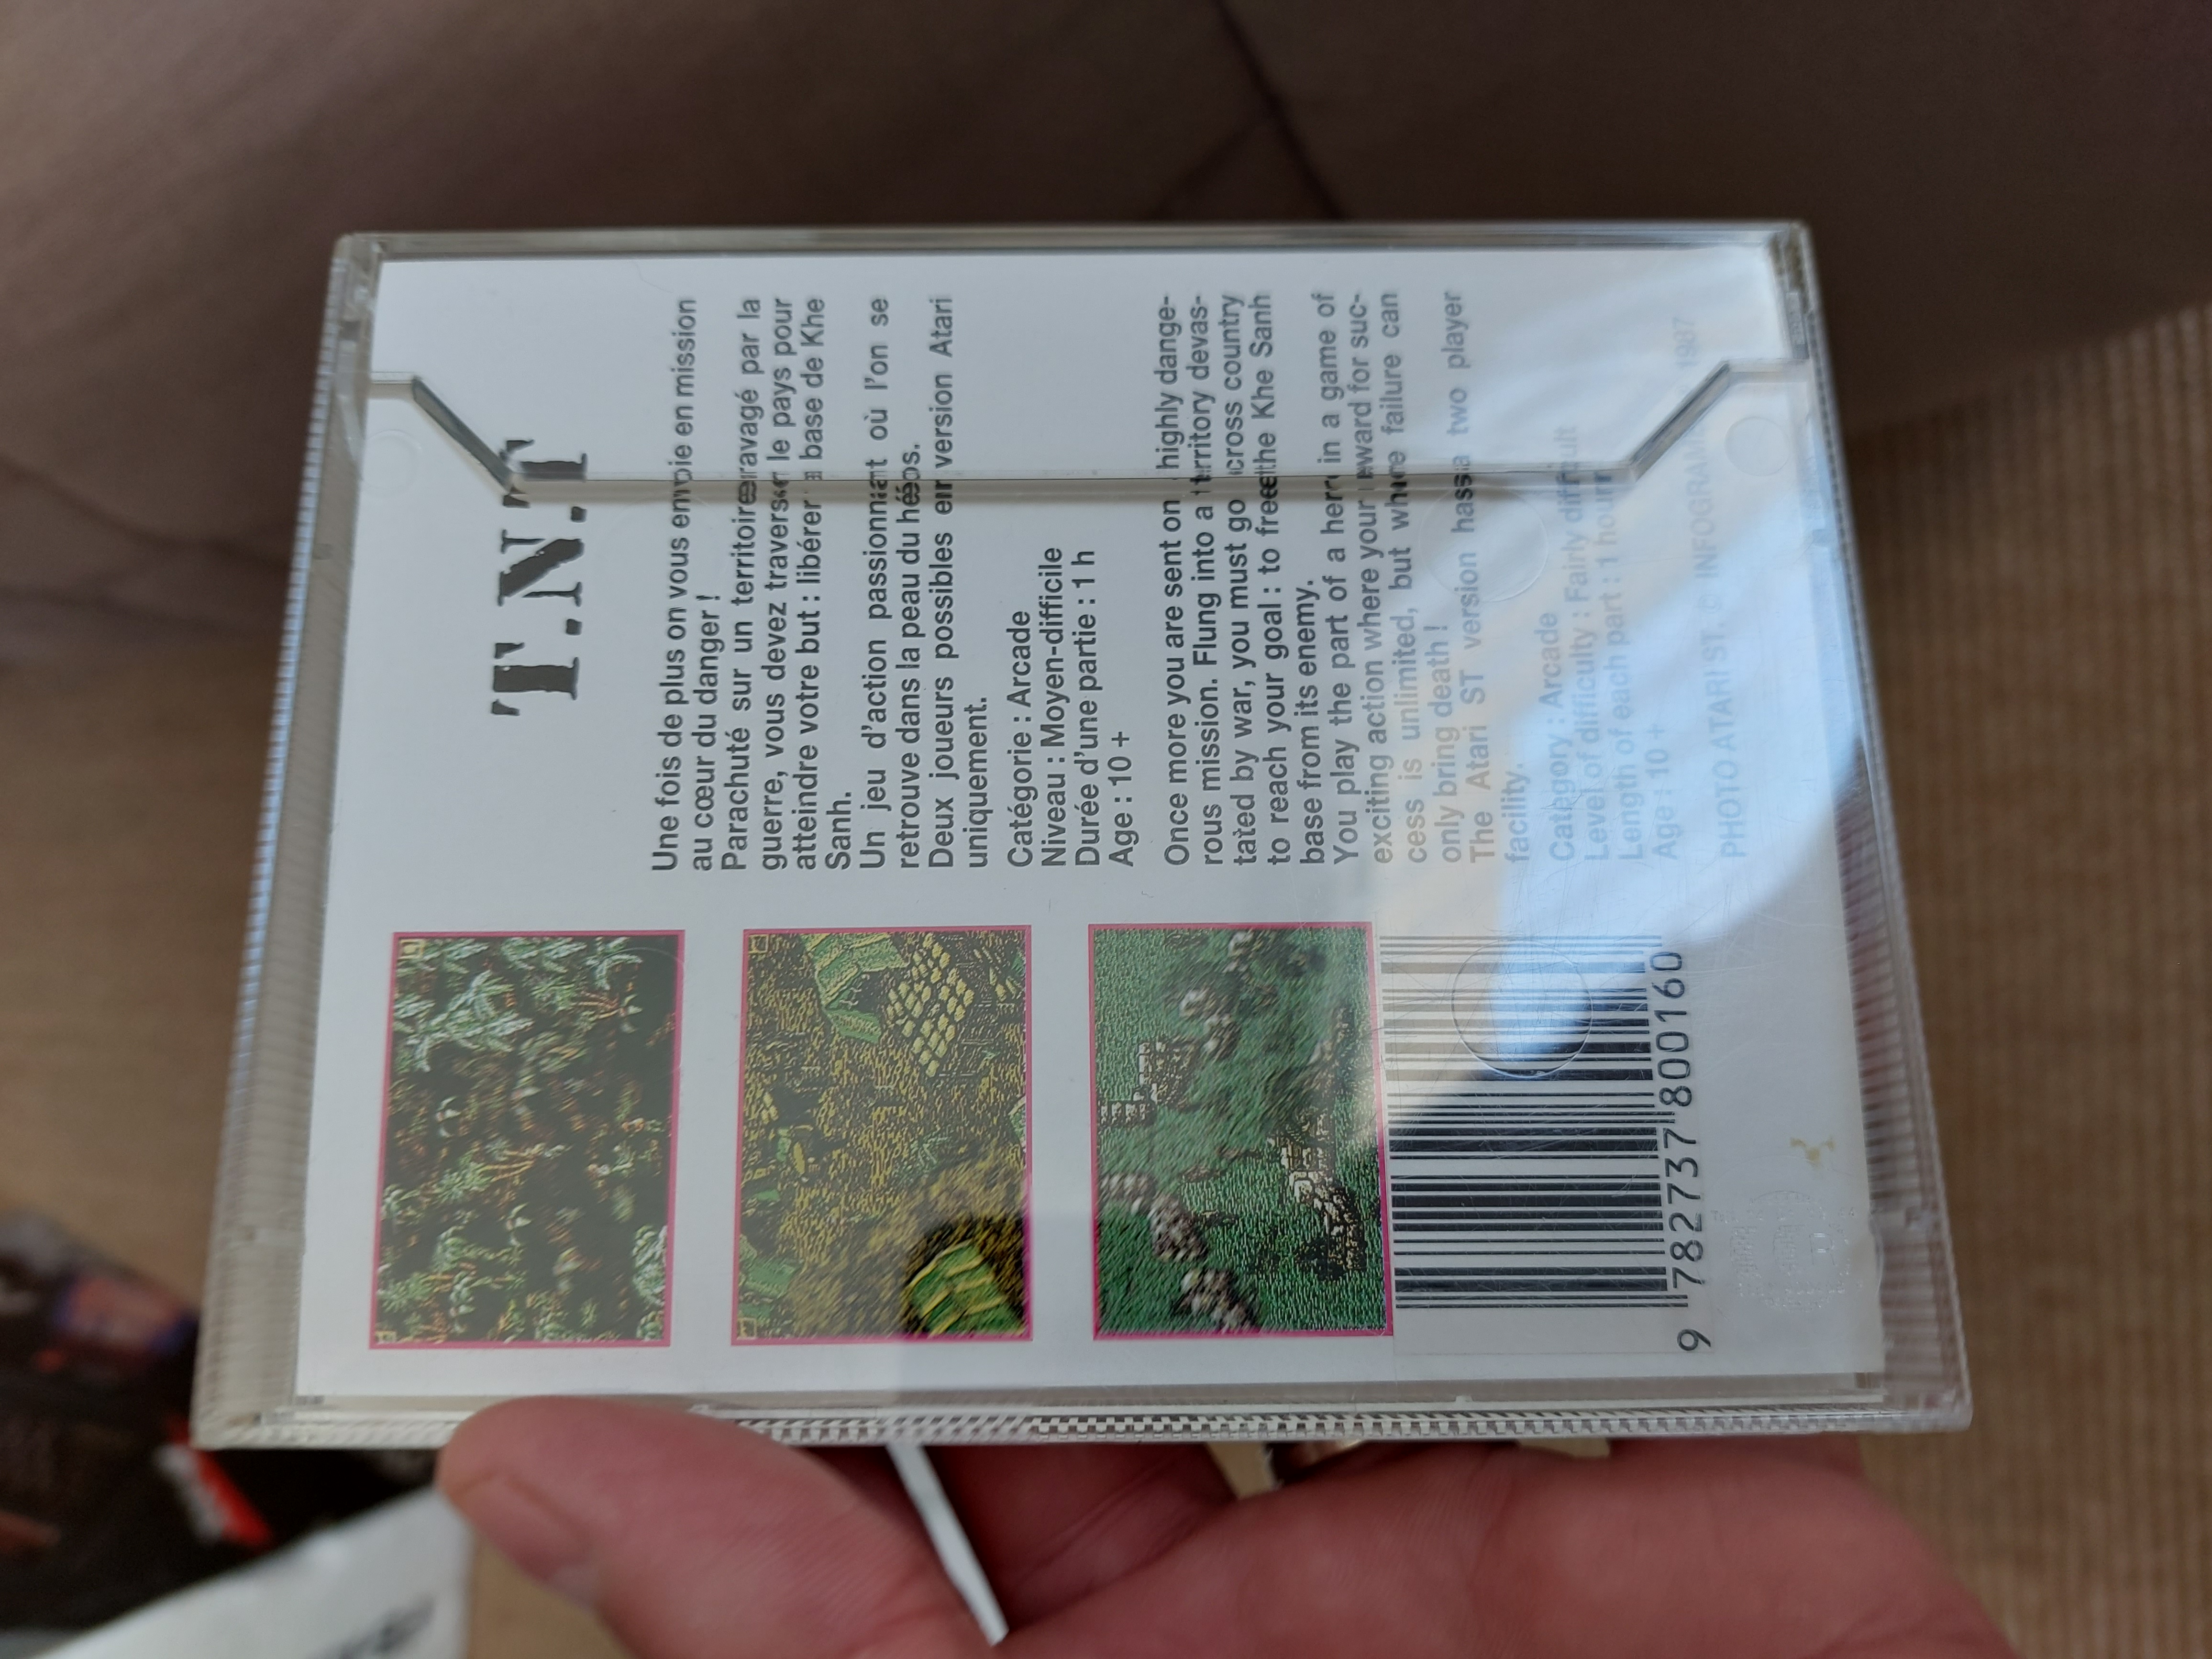 T.N.T
Une fois de plus on vous envoie en mission
au cœur du danger !
Parachuté sur un territoire ravagé par la
guerre, vous devez traverser le pays pour
atteindre votre but : libérer la base de Khe
Sanh.
Un jeu d'action passionnant où l'on se
retrouve dans la peau du héros.
Deux joueurs possibles en version Atari
uniquement.
Catégorie : Arcade
Niveau : Moyen-difficile
Durée d'une partie : 1 h
Age : 10 +
Once more you are sent on a highly dange-
rous mission. Flung into a territory devas-
tated by war, you must go across country
to reach your goal : to free the Khe Sanh
base from its enemy.
You play the part of a hero in a game of
exciting action where your reward for suc-
cess is unlimited, but where failure can
only bring death !
The Atari ST version has a two player
facility.
Category : Arcade
Level of difficulty : Fairly difficult
Length of each part : 1 hour
Age : 10 +
PHOTO ATARI ST. © INFOGRAMES 1987
9 782737 800160